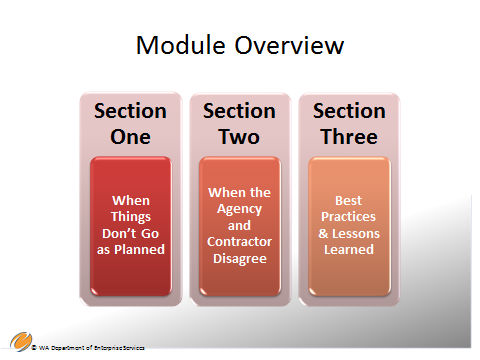 Module Overview
Section
One
When
Things
Don't Go
as Planned
Section
Two
When the
Agency
and
Contractor
Disagree
Section
Three
Best
Practices
& Lessons
Learned
© WA Department of Enterprise Services